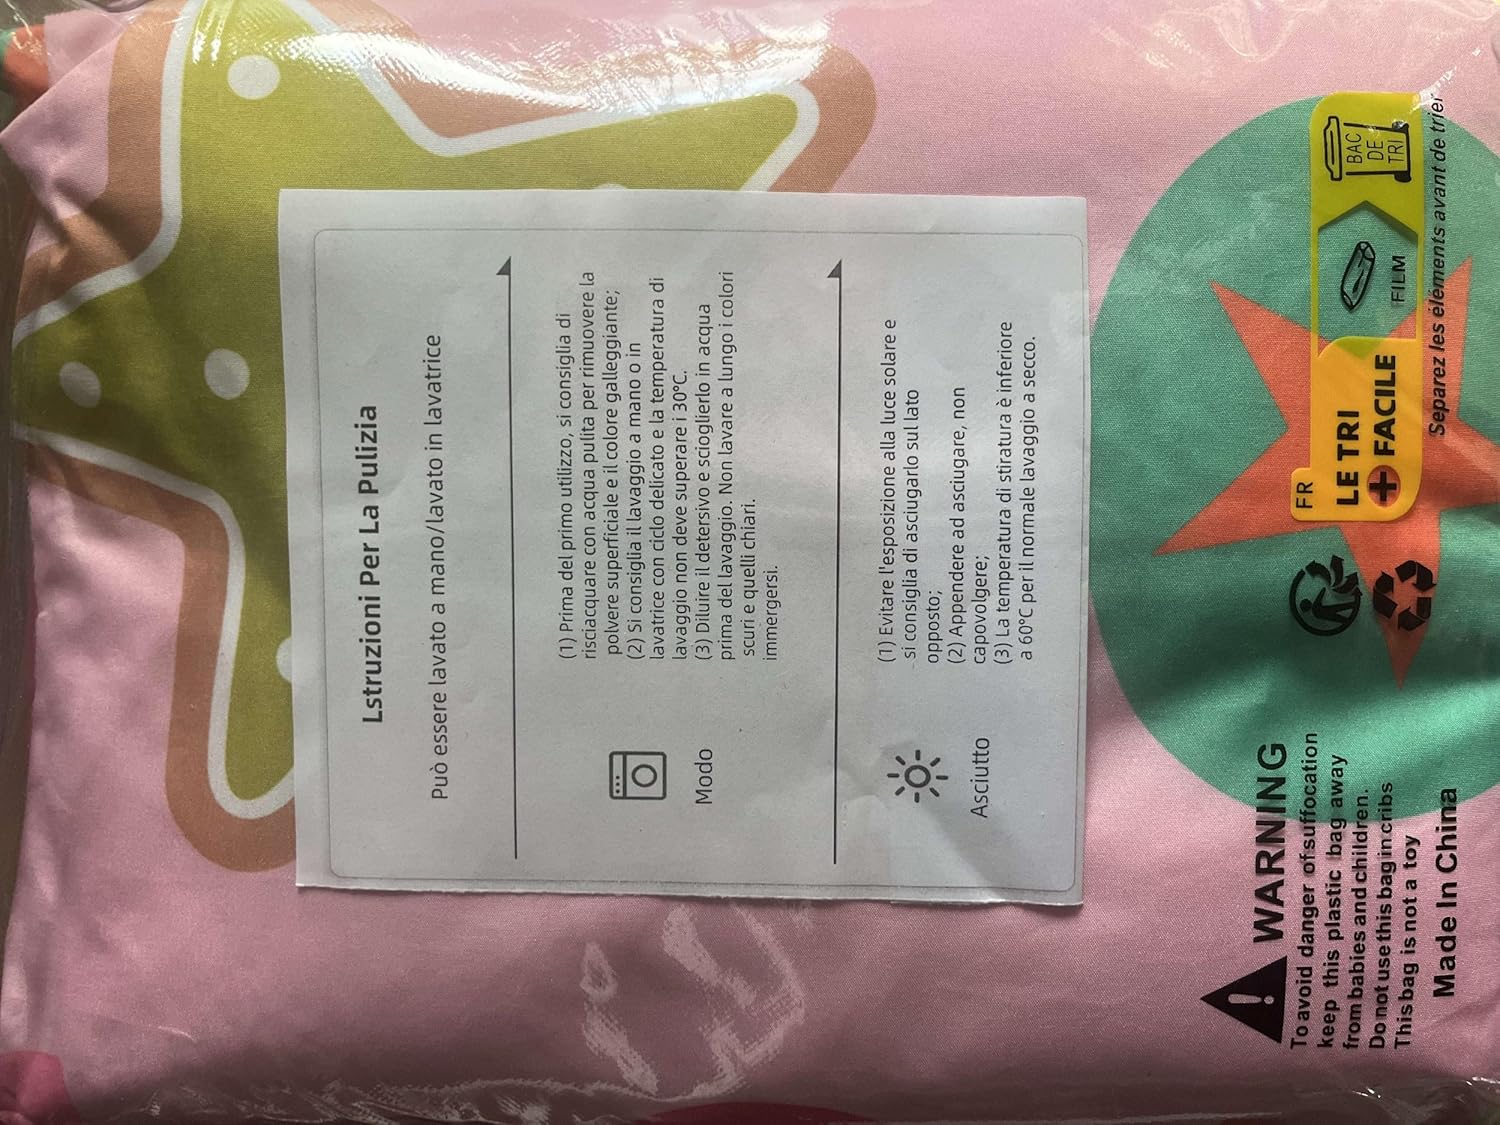 Lstruzioni Per La Pulizia
Può essere lavato a mano/lavato in lavatrice
Modo
(1) Prima del primo utilizzo, si consiglia di
risciacquare con acqua pulita per rimuovere la
polvere superficiale e il colore galleggiante;
(2) Si consiglia il lavaggio a mano o in
lavatrice con ciclo delicato e la temperatura di
lavaggio non deve superare i 30°C.
(3) Diluire il detersivo e scioglierlo in acqua
prima del lavaggio. Non lavare a lungo i colori
scuri e quelli chiari.
immergersi.
Asciutto
(1) Evitare l'esposizione alla luce solare e
si consiglia di asciugarlo sul lato
opposto;
(2) Appendere ad asciugare, non
capovolgere;
(3) La temperatura di stiratura è inferiore
a 60°C per il normale lavaggio a secco.
WARNING
To avoid danger of suffocation
keep this plastic bag away
from babies and children.
Do not use this bag in cribs
This bag is not a toy
Made In China
FR
LE TRI
+ FACILE
FILM
BAC
DE
TRI
Séparez les éléments avant de trier